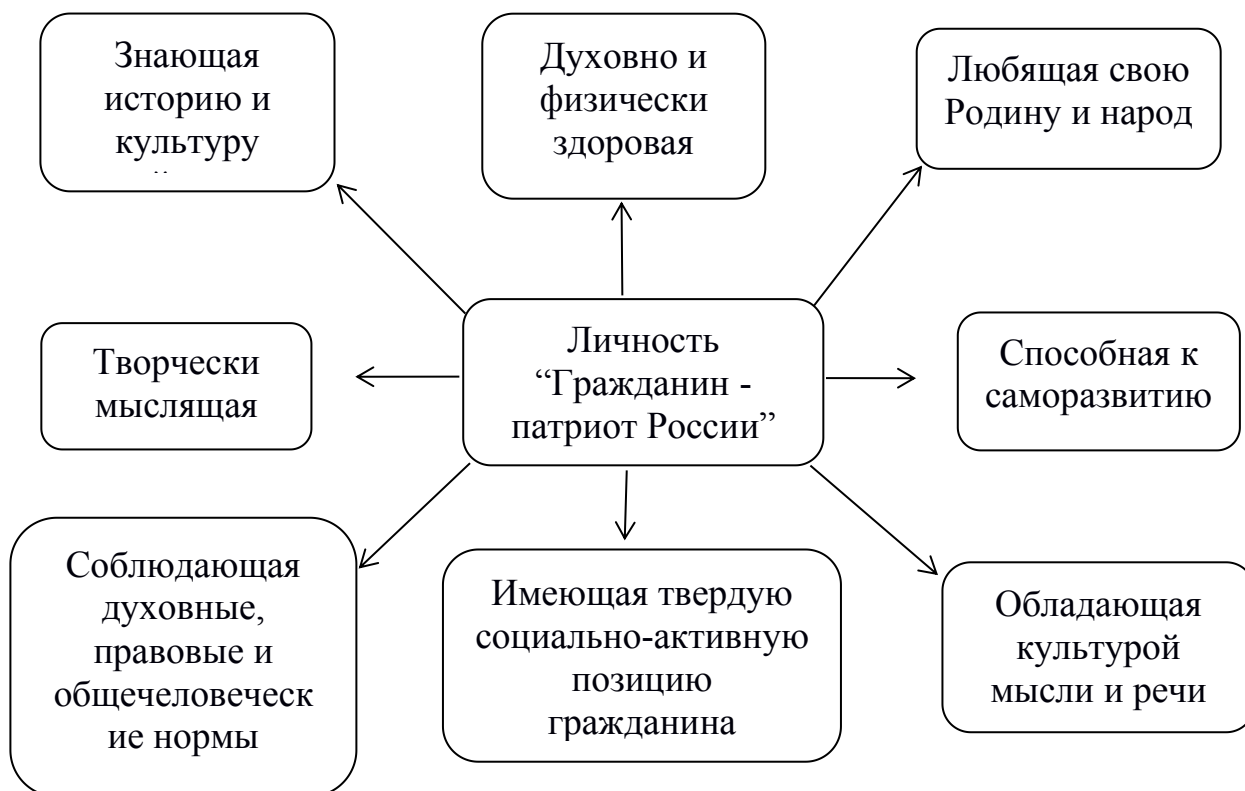 Знающая
историю и
культуру
Духовно и
физически
здоровая
Любящая свою
Родину и народ
Творчески
мыслящая
Личность
“Гражданин -
патриот России”
Способная к
саморазвитию
Соблюдающая
духовные,
правовые и
общечеловеческ
ие нормы
Имеющая твердую
социально-активную
позицию
гражданина
Обладающая
культурой
мысли и речи